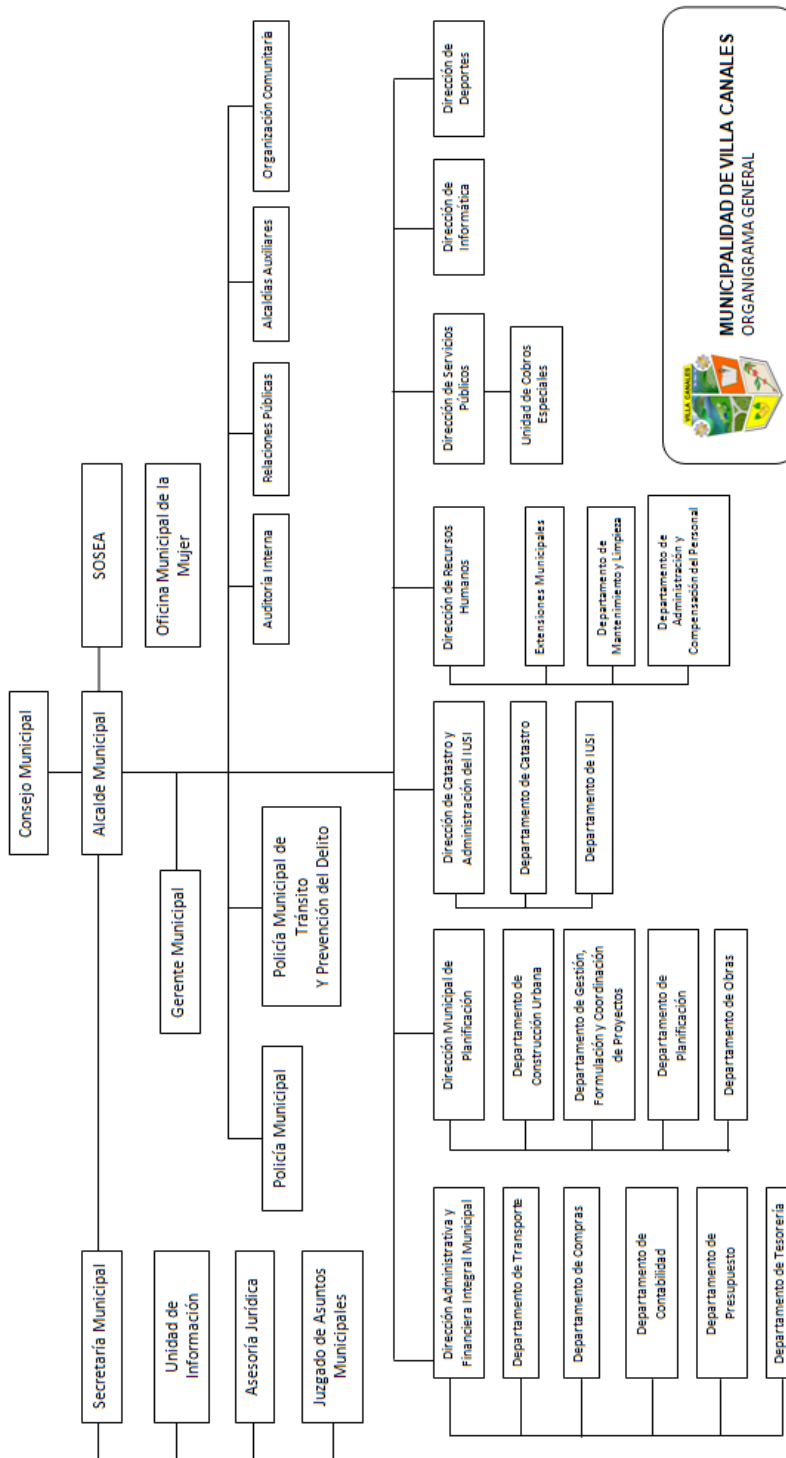 Consejo Municipal
Secretaría Municipal
Alcalde Municipal
SOSEA
Unidad de
Información
Gerente Municipal
Oficina Municipal de la
Mujer
Asesoría Jurídica
Juzgado de Asuntos
Municipales
Policía Municipal
Policía Municipal de
Tránsito
Y Prevención del Delito
Auditoría Interna
Relaciones Públicas
Alcaldías Auxiliares
Organización Comunitaria
Dirección Administrativa y
Financiera Integral Municipal
Departamento de Transporte
Departamento de Compras
Departamento de
Contabilidad
Departamento de
Presupuesto
Departamento de Tesorería
Dirección Municipal de
Planificación
Departamento de
Construcción Urbana
Departamento de Gestión,
Formulación y Coordinación
de Proyectos
Departamento de
Planificación
Departamento de Obras
Dirección de Catastro y
Administración del IUSI
Departamento de Catastro
Departamento de IUSI
Dirección de Recursos
Humanos
Extensiones Municipales
Departamento de
Mantenimiento y Limpieza
Departamento de
Administración y
Compensación del Personal
Dirección de Servicios
Públicos
Unidad de Cobros
Especiales
Dirección de
Informática
Dirección de
Deportes
VILLA CANALES
MUNICIPALIDAD DE VILLA CANALES
ORGANIGRAMA GENERAL